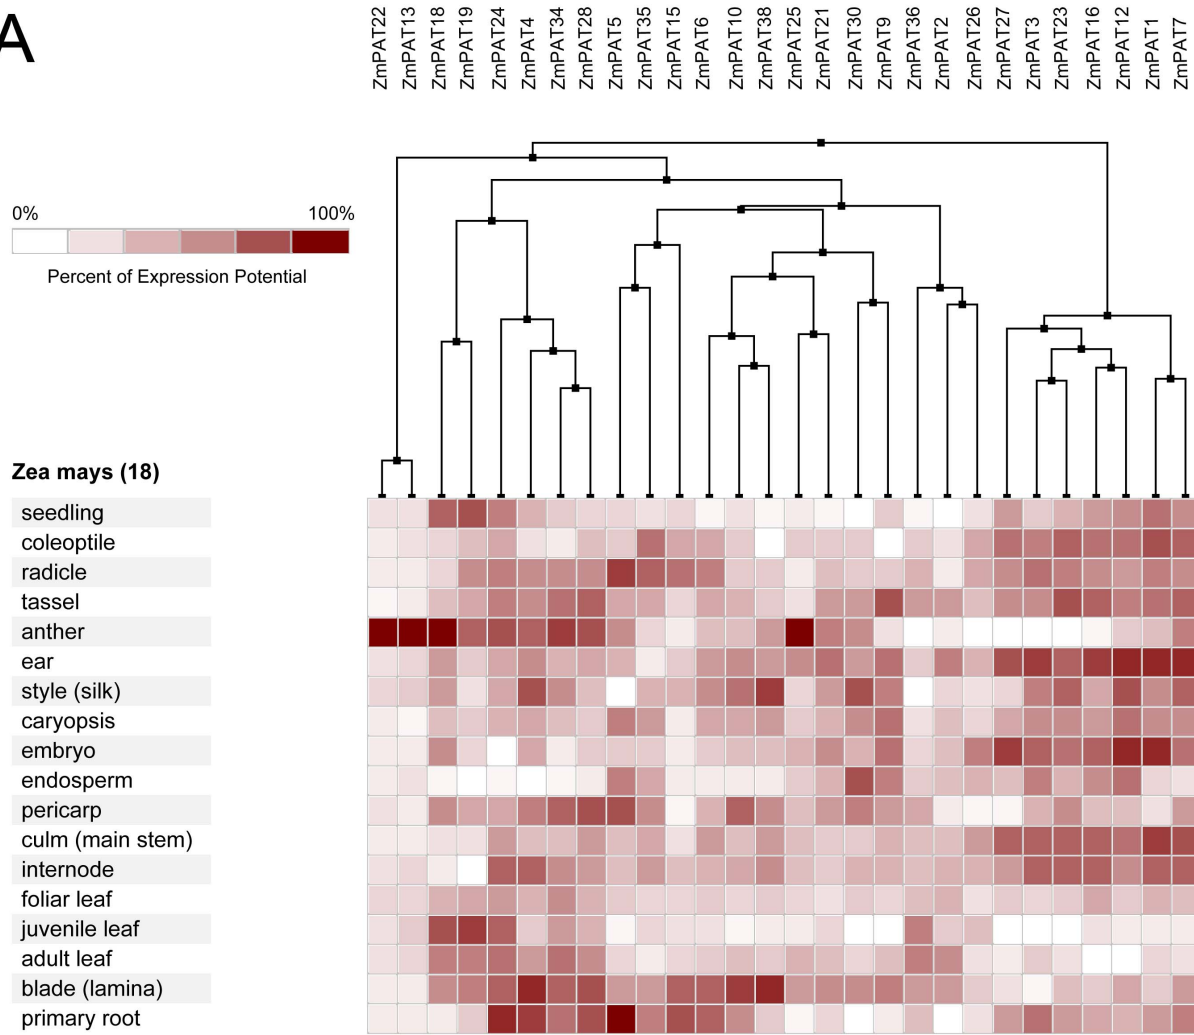 A
ZmPAT22
ZmPAT13
ZmPAT18
ZmPAT19
ZmPAT24
ZmPAT4
ZmPAT34
ZmPAT28
ZmPAT5
ZmPAT35
ZmPAT15
ZmPAT6
ZmPAT10
ZmPAT38
ZmPAT25
ZmPAT21
ZmPAT30
ZmPAT9
ZmPAT36
ZmPAT2
ZmPAT26
ZmPAT27
ZmPAT3
ZmPAT23
ZmPAT16
ZmPAT12
ZmPAT1
ZmPAT7
0% 100%
Percent of Expression Potential
Zea mays (18)
seedling
coleoptile
radicle
tassel
anther
ear
style (silk)
caryopsis
embryo
endosperm
pericarp
culm (main stem)
internode
foliar leaf
juvenile leaf
adult leaf
blade (lamina)
primary root